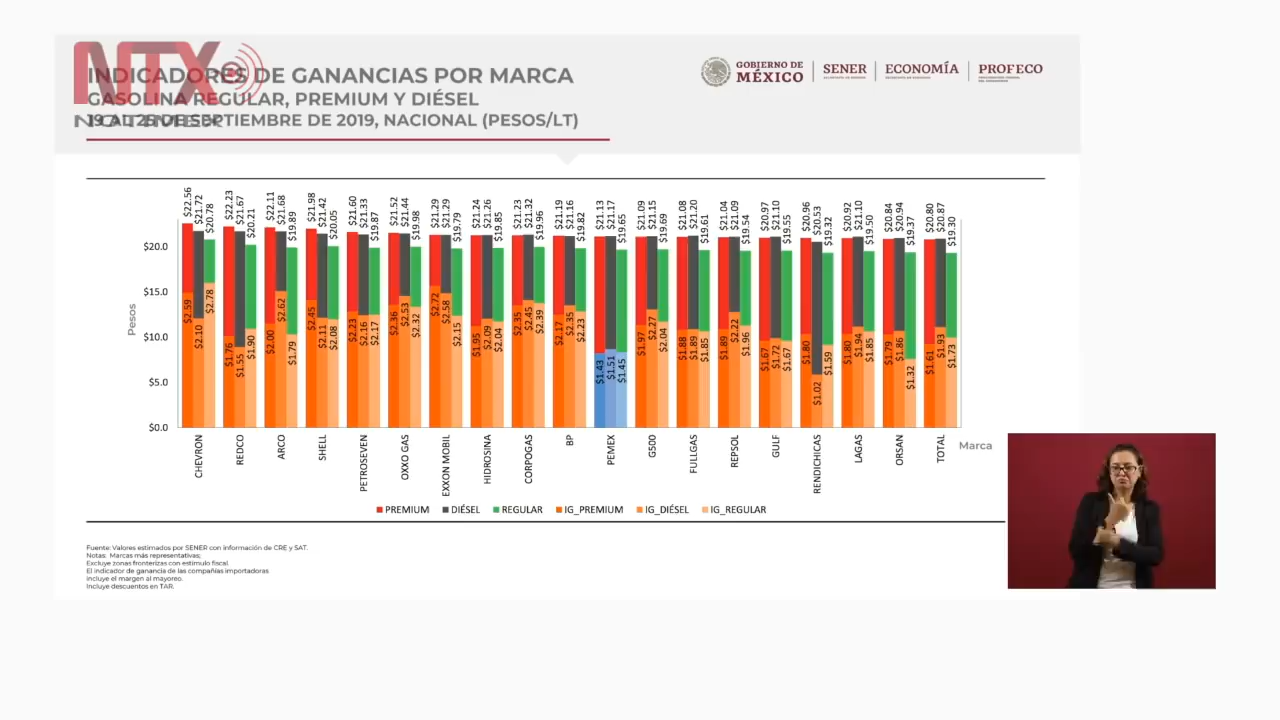 NTX
NOTIMEX
INDICADORES DE GANANCIAS POR MARCA
GASOLINA REGULAR, PREMIUM Y DIÉSEL
19 AL 25 DE SEPTIEMBRE DE 2019, NACIONAL (PESOS/LT)
GOBIERNO DE MÉXICO
SENER
ECONOMÍA
PROFECO
Pesos
$20.0
$15.0
$10.0
$5.0
$0.0
$22.56 $21.72 $20.78
$22.23 $21.67 $20.21
$22.11 $21.68 $19.89
$21.98 $21.42 $20.05
$21.60 $21.33 $19.87
$21.52 $21.44 $19.98
$21.29 $21.29 $19.79
$21.24 $21.26 $19.85
$21.23 $21.32 $19.96
$21.19 $21.16 $19.82
$21.13 $21.17 $19.65
$21.09 $21.15 $19.69
$21.08 $21.20 $19.61
$21.04 $21.09 $19.54
$20.97 $21.10 $19.55
$20.96 $20.53 $19.32
$20.92 $21.10 $19.50
$20.84 $20.94 $19.37
$20.80 $20.87 $19.30
$2.59 $2.10 $2.78
$1.76 $1.55 $1.90
$2.00 $2.62 $1.79
$2.45 $2.11 $2.08
$2.23 $2.16 $2.17
$2.36 $2.53 $2.32
$2.72 $2.58 $2.15
$1.95 $2.09 $2.04
$2.35 $2.45 $2.39
$2.17 $2.35 $2.23
$1.43 $1.51 $1.45
$1.97 $2.27 $2.04
$1.88 $1.89 $1.85
$1.89 $2.22 $1.96
$1.67 $1.72 $1.67
$1.80 $1.02 $1.59
$1.80 $1.94 $1.85
$1.79 $1.86 $1.32
$1.61 $1.93 $1.73
CHEVRON
REDCO
ARCO
SHELL
PETROSEVEN
OXXO GAS
EXXON MOBIL
HIDROSINA
CORPOGAS
BP
PEMEX
G500
FULLGAS
REPSOL
GULF
RENDICHICAS
LAGAS
ORSAN
TOTAL
Marca
PREMIUM DIÉSEL REGULAR IG_PREMIUM IG_DIÉSEL IG_REGULAR
Fuente: Valores estimados por SENER con información de CRE y SAT.
Notas: Marcas más representativas;
Excluye zonas fronterizas con estímulo fiscal.
El indicador de ganancia de las compañías importadoras
incluye el margen al mayoreo.
Incluye descuentos en TAR.